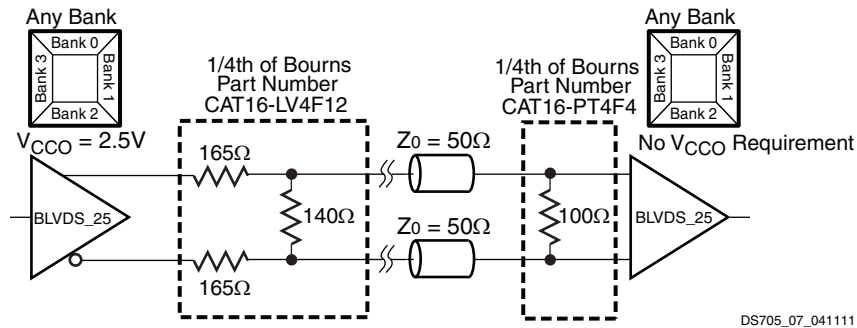 Any Bank
Bank 0
Bank 3
Bank 1
Bank 2
VCCO = 2.5V
BLVDS_25
1/4th of Bourns
Part Number
CAT16-LV4F12
165Ω
140Ω
165Ω
Z0 = 50Ω
Z0 = 50Ω
1/4th of Bourns
Part Number
CAT16-PT4F4
100Ω
Any Bank
Bank 0
Bank 3
Bank 1
Bank 2
No VCCO Requirement
BLVDS_25
DS705_07_041111